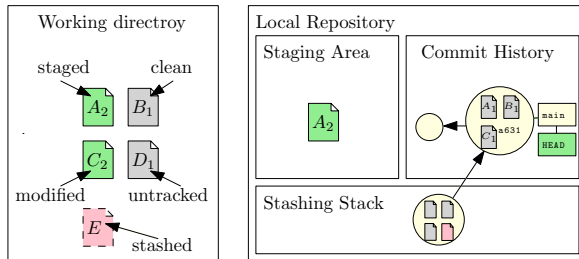 Working directroy
staged
clean
A2
B1
C2
D1
modified
untracked
E
stashed
Local Repository
Staging Area
A2
Commit History
A1
B1
C1
a631
main
HEAD
Stashing Stack